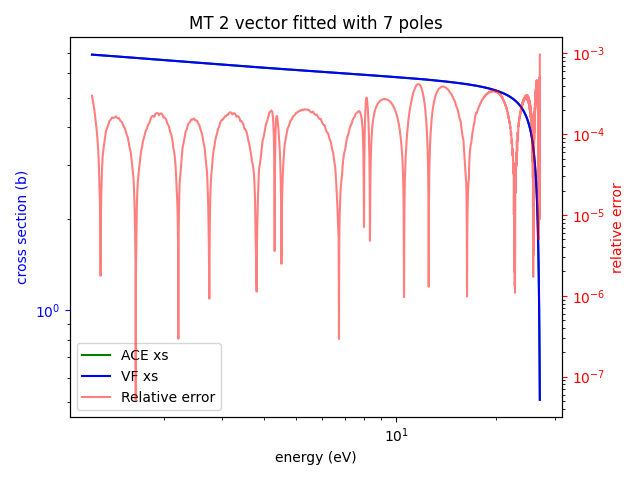 MT 2 vector fitted with 7 poles
cross section (b)
10⁰
10⁻³
10⁻⁴
10⁻⁵
10⁻⁶
10⁻⁷
relative error
ACE xs
VF xs
Relative error
10¹
energy (eV)